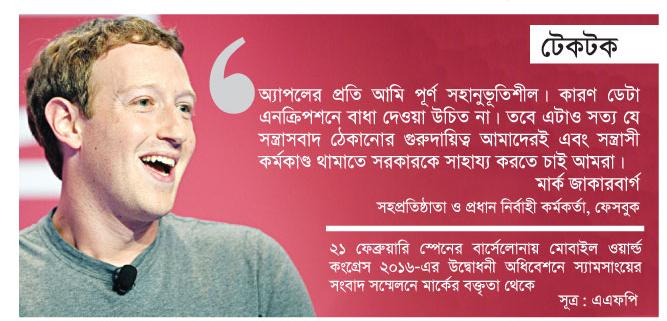 টেকটক
অ্যাপলের প্রতি আমি পূর্ণ সহানুভূতিশীল। কারণ ডেটা
এনক্রিপশনে বাধা দেওয়া উচিত না। তবে এটাও সত্য যে
সন্ত্রাসবাদ ঠেকানোর গুরুদায়িত্ব আমাদেরই এবং সন্ত্রাসী
কর্মকাণ্ড থামাতে সরকারকে সাহায্য করতে চাই আমরা।
মার্ক জাকারবার্গ
সহপ্রতিষ্ঠাতা ও প্রধান নির্বাহী কর্মকর্তা, ফেসবুক
২১ ফেব্রুয়ারি স্পেনের বার্সেলোনায় মোবাইল ওয়ার্ল্ড
কংগ্রেস ২০১৬-এর উদ্বোধনী অধিবেশনে স্যামসাংয়ের
সংবাদ সম্মেলনে মার্কের বক্তৃতা থেকে
সূত্র : এএফপি